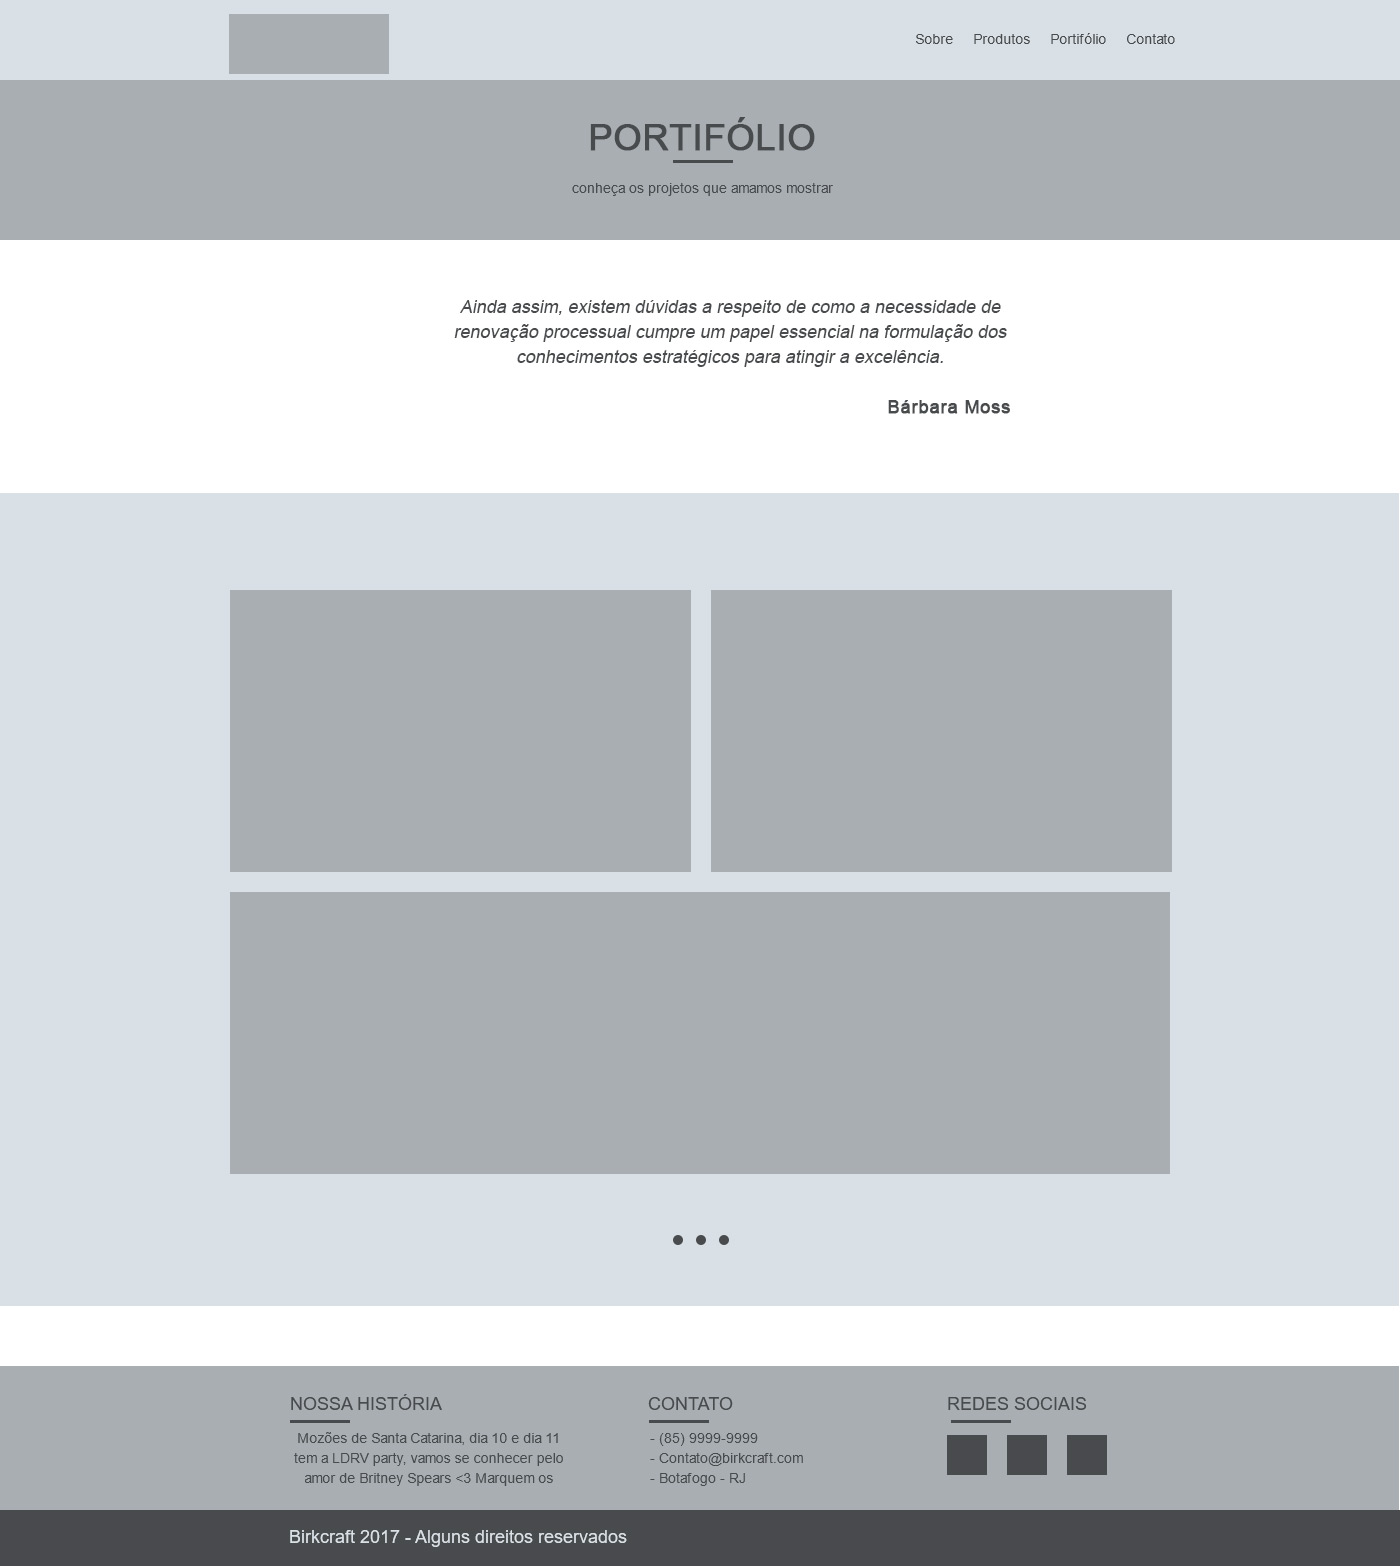 Sobre Produtos Portifólio Contato
PORTIFÓLIO
conheça os projetos que amamos mostrar
Ainda assim, existem dúvidas a respeito de como a necessidade de
renovação processual cumpre um papel essencial na formulação dos
conhecimentos estratégicos para atingir a excelência.
Bárbara Moss
NOSSA HISTÓRIA
Mozões de Santa Catarina, dia 10 e dia 11
tem a LDRV party, vamos se conhecer pelo
amor de Britney Spears <3 Marquem os
CONTATO
- (85) 9999-9999
- Contato@birkcraft.com
- Botafogo - RJ
REDES SOCIAIS
Birkcraft 2017 - Alguns direitos reservados